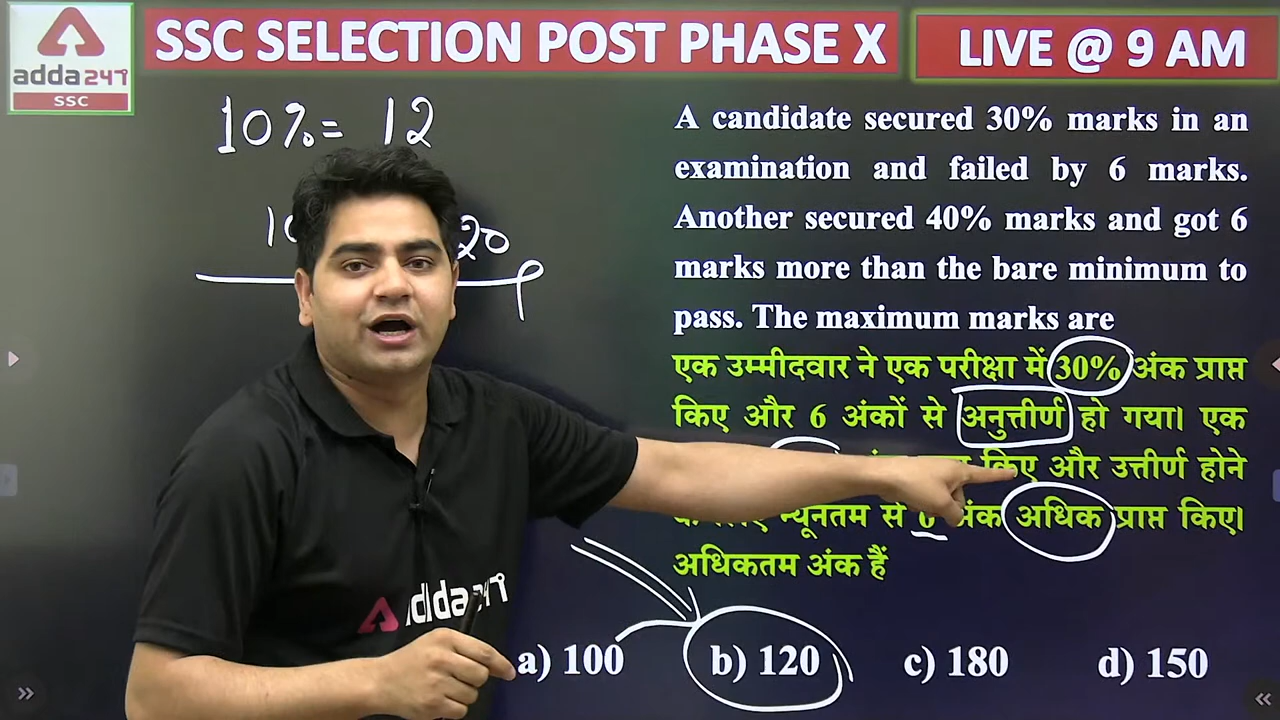 adda247
SSC
SSC SELECTION POST PHASE X
LIVE @ 9 AM
10% = 12
A candidate secured 30% marks in an
examination and failed by 6 marks.
Another secured 40% marks and got 6
marks more than the bare minimum to
pass. The maximum marks are
एक उम्मीदवार ने एक परीक्षा में 30% अंक प्राप्त
किए और 6 अंकों से अनुत्तीर्ण हो गया। एक
किए और उत्तीर्ण होने
न्यूनतम से 6 अंक अधिक प्राप्त किए।
अधिकतम अंक हैं
adda247
a) 100 b) 120 c) 180 d) 150